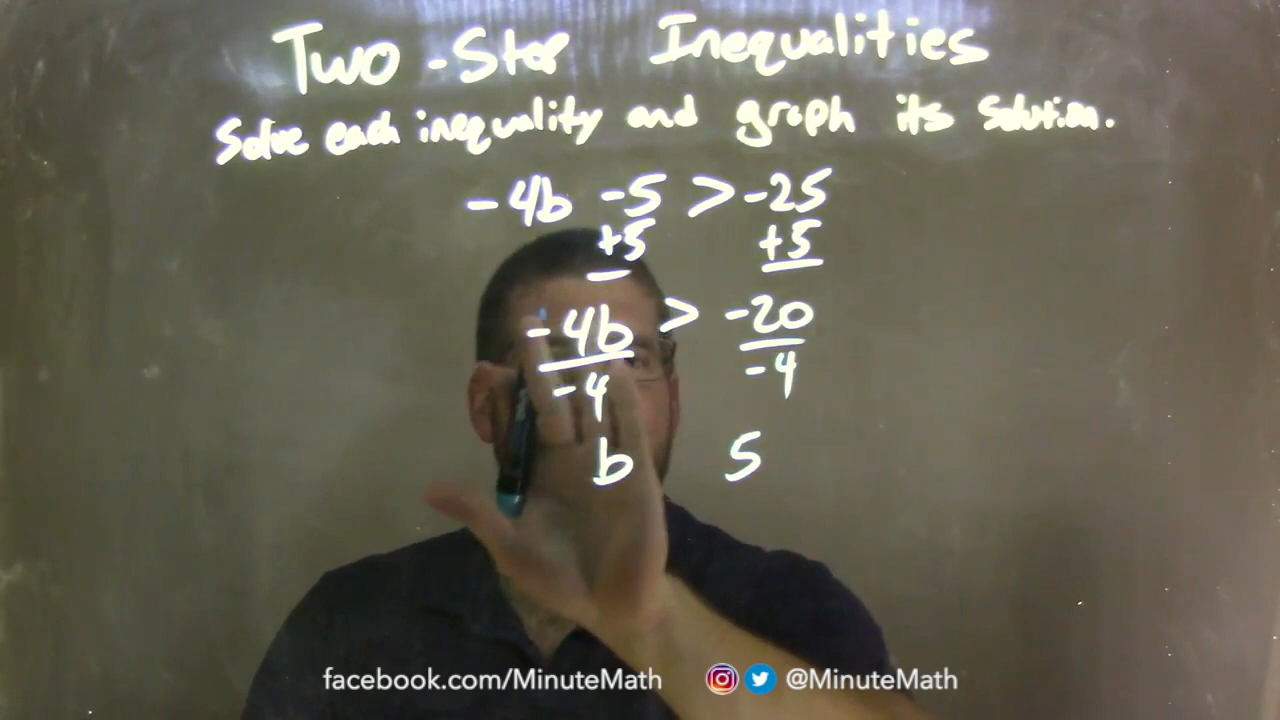 Two-Step Inequalities
Solve each inequality and graph its solution.
-4b -5 > -25
+5 +5
-4b > -20
-4 -4
b 5
facebook.com/MinuteMath @MinuteMath